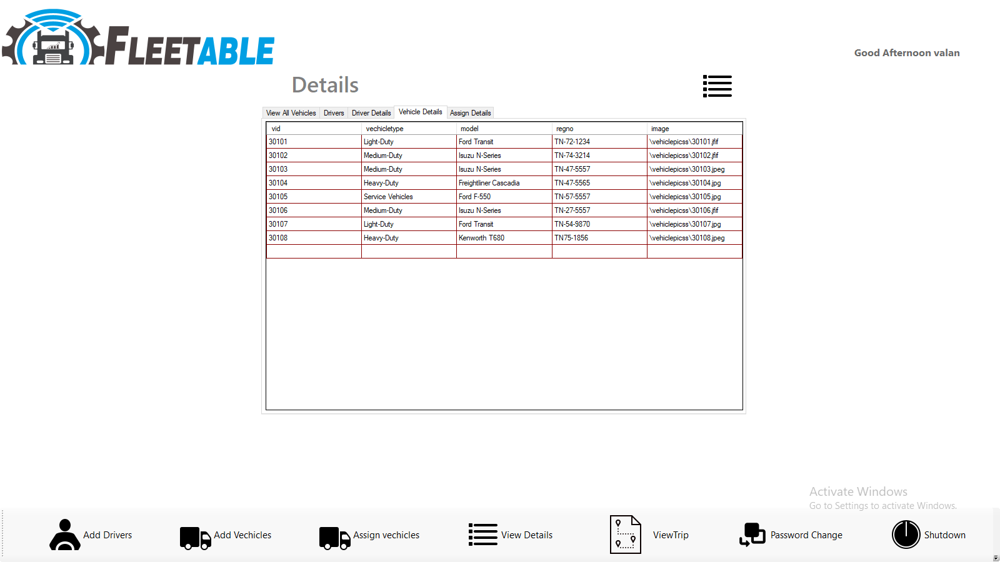 FLEETABLE
Good Afternoon valan
Details
View All Vehicles Drivers Driver Details Vehicle Details Assign Details
vid vechicletype model regno image
30101 Light-Duty Ford Transit TN-72-1234 \vehiclepicss\30101.jfif
30102 Medium-Duty Isuzu N-Series TN-74-3214 \vehiclepicss\30102.jfif
30103 Medium-Duty Isuzu N-Series TN-47-5557 \vehiclepicss\30103.jpeg
30104 Heavy-Duty Freightliner Cascadia TN-47-5565 \vehiclepicss\30104.jpg
30105 Service Vehicles Ford F-550 TN-57-5557 \vehiclepicss\30105.jpg
30106 Medium-Duty Isuzu N-Series TN-27-5557 \vehiclepicss\30106.jfif
30107 Light-Duty Ford Transit TN-54-9870 \vehiclepicss\30107.jpg
30108 Heavy-Duty Kenworth T680 TN75-1856 \vehiclepicss\30108.jpeg
Activate Windows
Go to Settings to activate Windows.
Add Drivers Add Vechicles Assign vechicles View Details ViewTrip Password Change Shutdown